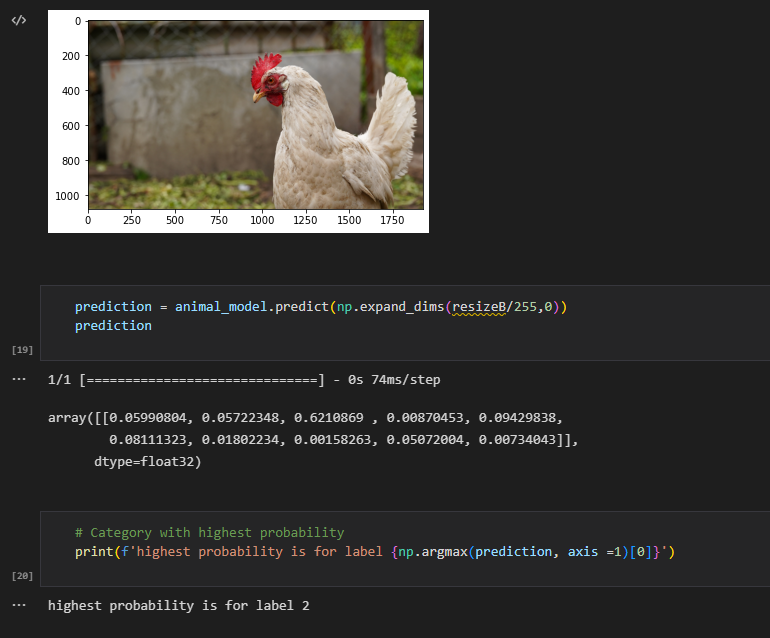 </>
0
200
400
600
800
1000
0 250 500 750 1000 1250 1500 1750
prediction = animal_model.predict(np.expand_dims(resizeB/255,0))
prediction
[19]
... 1/1 [==============================] - 0s 74ms/step
array([[0.05990804, 0.05722348, 0.6210869 , 0.00870453, 0.09429838,
0.08111323, 0.01802234, 0.00158263, 0.05072004, 0.00734043]],
dtype=float32)
# Category with highest probability
print(f'highest probability is for label {np.argmax(prediction, axis =1)[0]}')
[20]
... highest probability is for label 2